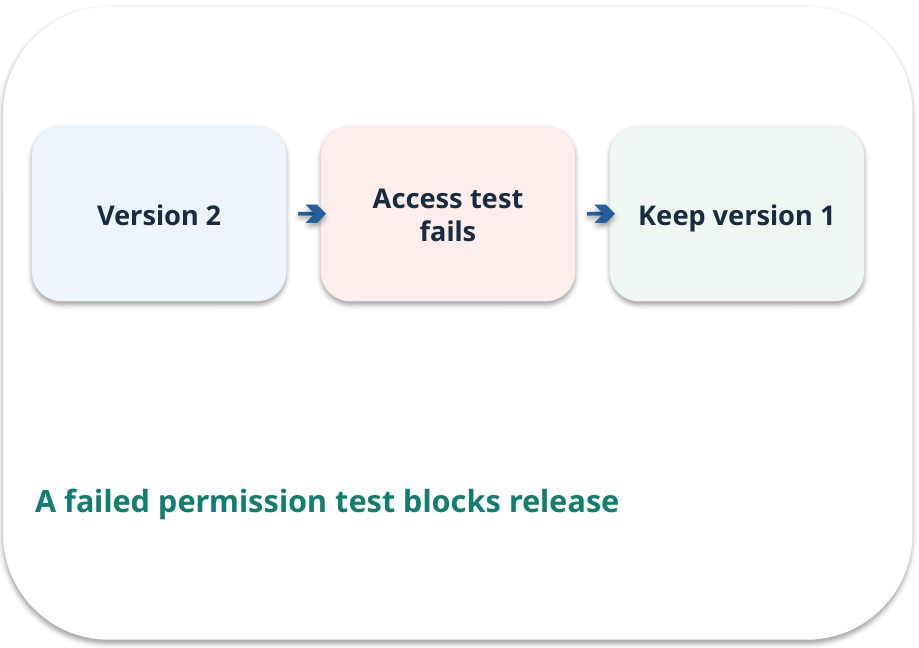 Version 2
Access test
fails
Keep version 1
A failed permission test blocks release